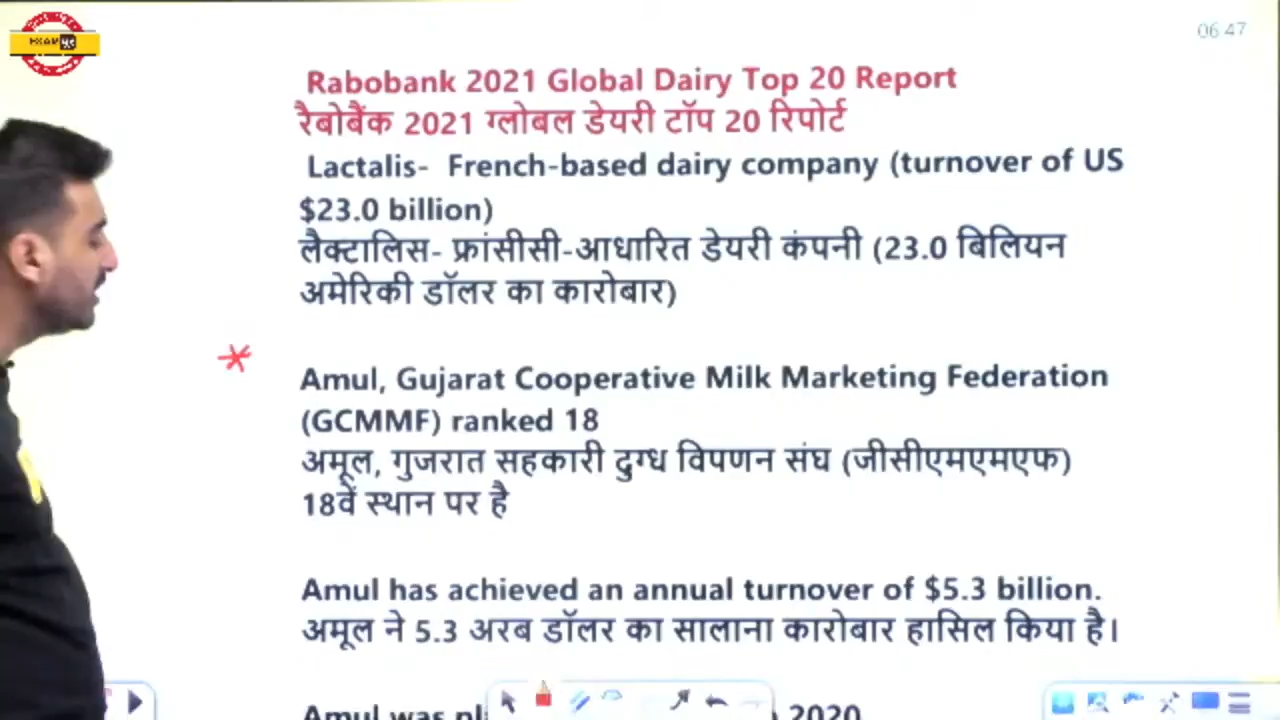 06:47
Rabobank 2021 Global Dairy Top 20 Report
रैबोबैंक 2021 ग्लोबल डेयरी टॉप 20 रिपोर्ट
Lactalis- French-based dairy company (turnover of US
$23.0 billion)
लैक्टालिस- फ्रांसीसी-आधारित डेयरी कंपनी (23.0 बिलियन
अमेरिकी डॉलर का कारोबार)
Amul, Gujarat Cooperative Milk Marketing Federation
(GCMMF) ranked 18
अमूल, गुजरात सहकारी दुग्ध विपणन संघ (जीसीएमएमएफ)
18वें स्थान पर है
Amul has achieved an annual turnover of $5.3 billion.
अमूल ने 5.3 अरब डॉलर का सालाना कारोबार हासिल किया है।
Amul was 2020